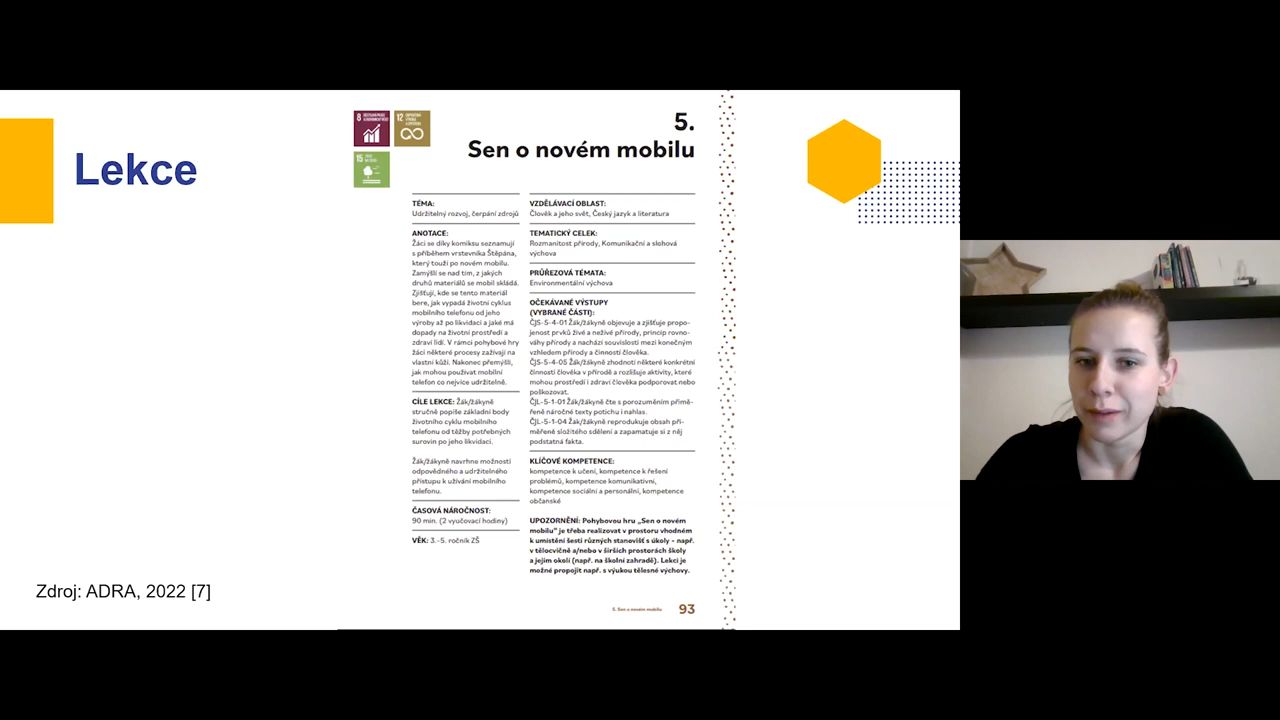 Lekce
8
12
15
5.
Sen o novém mobilu
TÉMA:
Udržitelný rozvoj, čerpání zdrojů
ANOTACE:
Žáci se díky komiksu seznamují
s příběhem vrstevníka Štěpána,
který touží po novém mobilu.
Zamýšlí se nad tím, z jakých
druhů materiálů se mobil skládá.
Zjišťují, kde se tento materiál
bere, jak vypadá životní cyklus
mobilního telefonu od jeho
výroby až po likvidaci a jaké má
dopady na životní prostředí a
zdraví lidí. V rámci pohybové hry
žáci některé procesy zažívají na
vlastní kůži. Nakonec přemýšlí,
jak mohou používat mobilní
telefon co nejvíce udržitelně.
CÍLE LEKCE: Žák/žákyně
stručně popíše základní body
životního cyklu mobilního
telefonu od těžby potřebných
surovin po jeho likvidaci.
Žák/žákyně navrhne možnosti
odpovědného a udržitelného
přístupu k užívání mobilního
telefonu.
ČASOVÁ NÁROČNOST:
90 min. (2 vyučovací hodiny)
VĚK: 3.-5. ročník ZŠ
VZDĚLÁVACÍ OBLAST:
Člověk a jeho svět, Český jazyk a literatura
TEMATICKÝ CELEK:
Rozmanitost přírody, Komunikační a slohová
výchova
PRŮŘEZOVÁ TÉMATA:
Environmentální výchova
OČEKÁVANÉ VÝSTUPY
(VYBRANÉ ČÁSTI):
ČJS-5-4-01 Žák/žákyně objevuje a zjišťuje propo-
jenost prvků živé a neživé přírody, princip rovno-
váhy přírody a nachází souvislosti mezi konečným
vzhledem přírody a činností člověka.
ČJS-5-4-05 Žák/žákyně zhodnotí některé konkrétní
činnosti člověka v přírodě a rozlišuje aktivity, které
mohou prostředí i zdraví člověka podporovat nebo
poškozovat.
ČJL-5-1-01 Žák/žákyně čte s porozuměním přimě-
řeně náročné texty potichu i nahlas.
ČJL-5-1-04 Žák/žákyně reprodukuje obsah při-
měřeně složitého sdělení a zapamatuje si z něj
podstatná fakta.
KLÍČOVÉ KOMPETENCE:
kompetence k učení, kompetence k řešení
problémů, kompetence komunikativní,
kompetence sociální a personální, kompetence
občanské
UPOZORNĚNÍ: Pohybovou hru „Sen o novém
mobilu" je třeba realizovat v prostoru vhodném
k umístění šesti různých stanovišť s úkoly - např.
v tělocvičně a/nebo v širších prostorách školy
a jejím okolí (např. na školní zahradě). Lekci je
možné propojit např. s výukou tělesné výchovy.
5. Sen o novém mobilu
93
Zdroj: ADRA, 2022 [7]